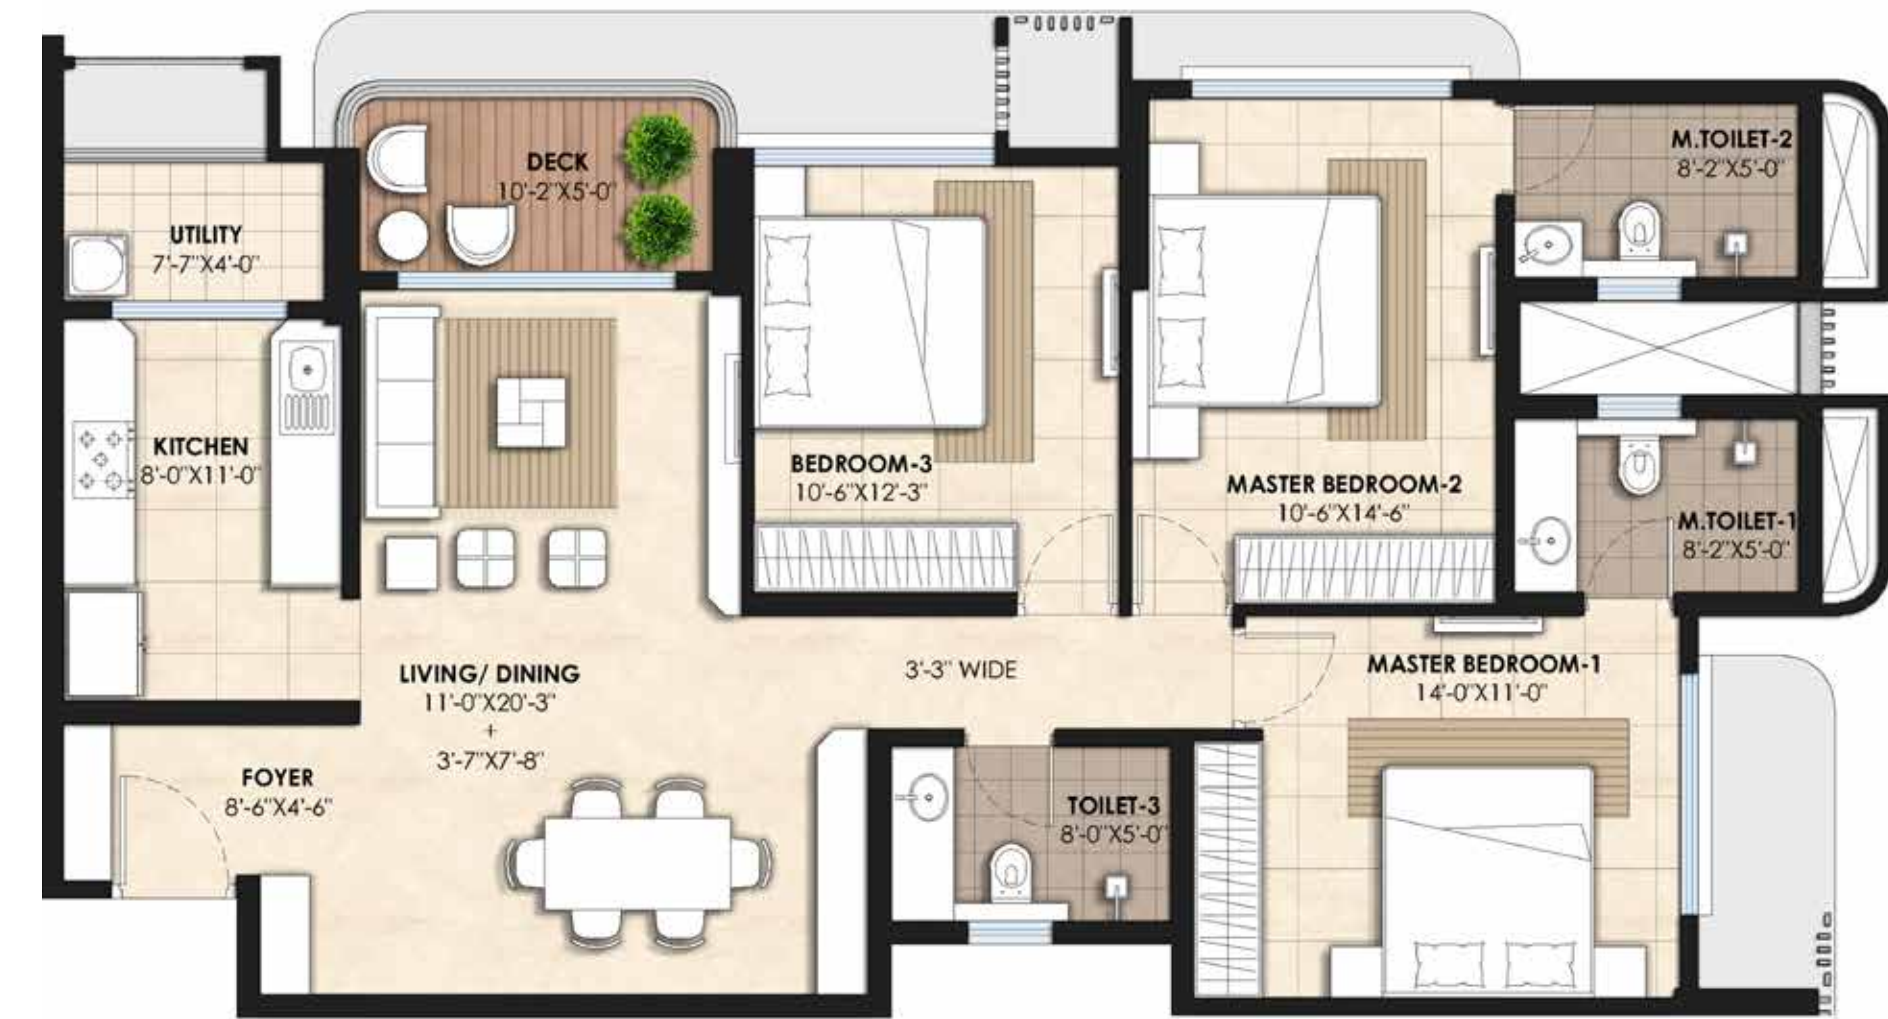 DECK
10'-2"X5'-0"
UTILITY
7'-7"X4'-0"
M.TOILET-2
8'-2"X5'-0"
KITCHEN
8'-0"X11'-0"
BEDROOM-3
10'-6"X12'-3"
MASTER BEDROOM-2
10'-6"X14'-6"
M.TOILET-1
8'-2"X5'-0"
LIVING/ DINING
11'-0"X20'-3"
+
3'-7"X7'-8"
3'-3" WIDE
MASTER BEDROOM-1
14'-0"X11'-0"
FOYER
8'-6"X4'-6"
TOILET-3
8'-0"X5'-0"